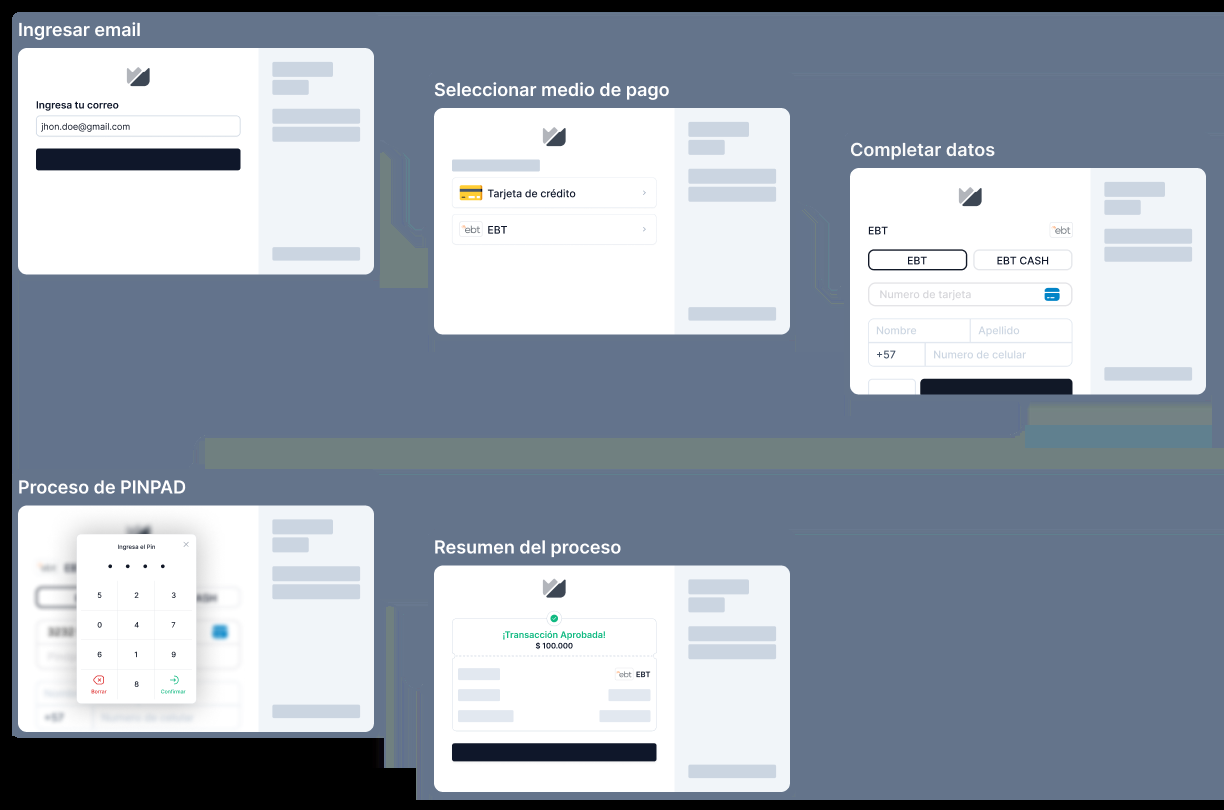 Ingresar email
Ingresa tu correo
jhon.doe@gmail.com
Seleccionar medio de pago
Tarjeta de crédito
ebt EBT
Completar datos
EBT ebt
EBT EBT CASH
Numero de tarjeta
Nombre Apellido
+57 Numero de celular
Proceso de PINPAD
Ingresa el Pin
5 2 3
0 4 7
6 1 9
Borrar 8 Confirmar
+57 Numero de celular
Resumen del proceso
¡Transacción Aprobada!
$ 100.000
ebt EBT